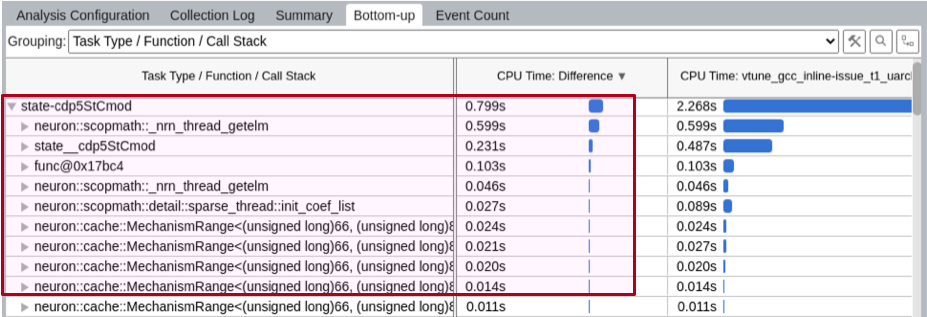 Analysis Configuration Collection Log Summary Bottom-up Event Count
Grouping: Task Type / Function / Call Stack
Task Type / Function / Call Stack CPU Time: Difference ▼ CPU Time: vtune_gcc_inline-issue_t1_uarcl
state-cdp5StCmod 0.799s 2.268s
neuron::scopmath::_nrn_thread_getelm 0.599s 0.599s
state__cdp5StCmod 0.231s 0.487s
func@0x17bc4 0.103s 0.103s
neuron::scopmath::_nrn_thread_getelm 0.046s 0.046s
neuron::scopmath::detail::sparse_thread::init_coef_list 0.027s 0.089s
neuron::cache::MechanismRange<(unsigned long)66, (unsigned long)8 0.024s 0.024s
neuron::cache::MechanismRange<(unsigned long)66, (unsigned long)8 0.021s 0.027s
neuron::cache::MechanismRange<(unsigned long)66, (unsigned long)8 0.020s 0.020s
neuron::cache::MechanismRange<(unsigned long)66, (unsigned long)8 0.014s 0.014s
neuron::cache::MechanismRange<(unsigned long)66, (unsigned long)8 0.011s 0.011s